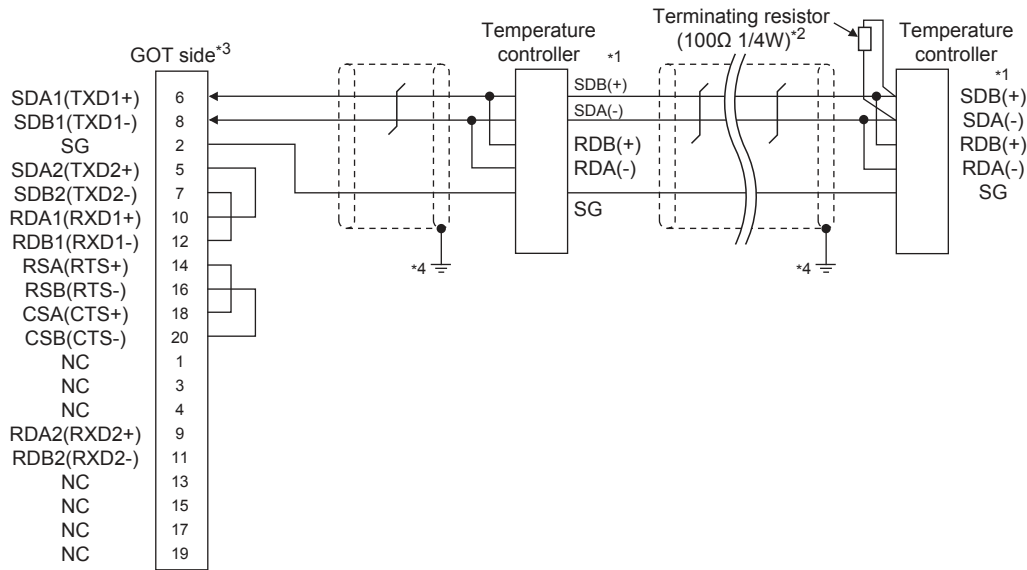 GOT side*3
SDA1(TXD1+) 6
SDB1(TXD1-) 8
SG 2
SDA2(TXD2+) 5
SDB2(TXD2-) 7
RDA1(RXD1+) 10
RDB1(RXD1-) 12
RSA(RTS+) 14
RSB(RTS-) 16
CSA(CTS+) 18
CSB(CTS-) 20
NC 1
NC 3
NC 4
RDA2(RXD2+) 9
RDB2(RXD2-) 11
NC 13
NC 15
NC 17
NC 19
*4
Temperature
controller
*1
SDB(+)
SDA(-)
RDB(+)
RDA(-)
SG
Terminating resistor
(100Ω 1/4W)*2
*4
Temperature
controller
*1
SDB(+)
SDA(-)
RDB(+)
RDA(-)
SG